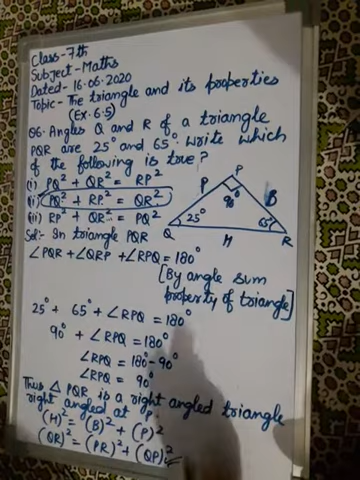 Class-7th
Subject-Maths
Dated-16.06.2020
Topic-The triangle and its properties
(Ex.6.5)
Q6. Angles Q and R of a triangle
PQR are 25° and 65°. Write which
of the following is true?
(i) PQ² + QR² = RP²
(ii) PQ² + RP² = QR²
(iii) RP² + QR² = PQ²
P
P
90°
B
25°
65°
Q
H
R
Sol:- In triangle PQR
∠PQR + ∠QRP + ∠RPQ = 180°
[By angle sum
property of triangle]
25° + 65° + ∠RPQ = 180°
90° + ∠RPQ = 180°
∠RPQ = 180° - 90°
∠RPQ = 90°
Thus △ PQR is a right angled triangle
right angled at P.
(H)² = (B)² + (P)²
(QR)² = (PR)² + (QP)²